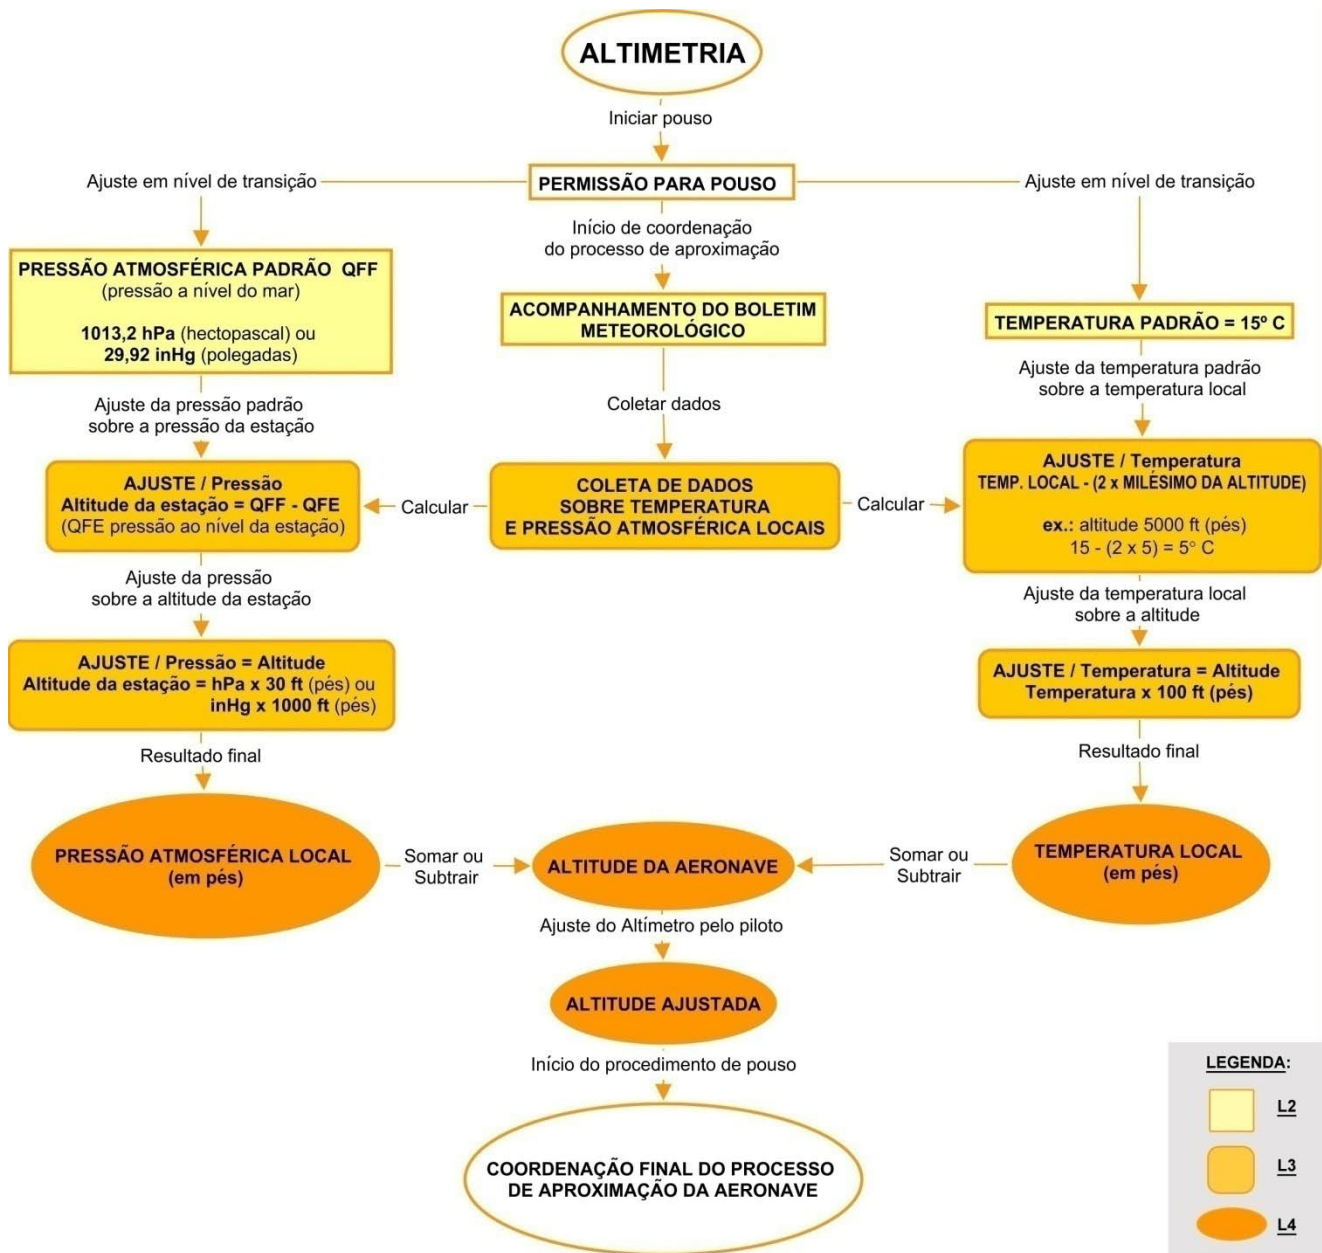 ALTIMETRIA
Iniciar pouso
Ajuste em nível de transição
PERMISSÃO PARA POUSO
Ajuste em nível de transição
Início de coordenação
do processo de aproximação
PRESSÃO ATMOSFÉRICA PADRÃO QFF
(pressão a nível do mar)
1013,2 hPa (hectopascal) ou
29,92 inHg (polegadas)
ACOMPANHAMENTO DO BOLETIM
METEOROLÓGICO
TEMPERATURA PADRÃO = 15º C
Ajuste da pressão padrão
sobre a pressão da estação
Coletar dados
Ajuste da temperatura padrão
sobre a temperatura local
AJUSTE / Pressão
Altitude da estação = QFF - QFE
(QFE pressão ao nível da estação)
Calcular
COLETA DE DADOS
SOBRE TEMPERATURA
E PRESSÃO ATMOSFÉRICA LOCAIS
Calcular
AJUSTE / Temperatura
TEMP. LOCAL - (2 x MILÉSIMO DA ALTITUDE)
ex.: altitude 5000 ft (pés)
15 - (2 x 5) = 5° C
Ajuste da pressão
sobre a altitude da estação
Ajuste da temperatura local
sobre a altitude
AJUSTE / Pressão = Altitude
Altitude da estação = hPa x 30 ft (pés) ou
inHg x 1000 ft (pés)
AJUSTE / Temperatura = Altitude
Temperatura x 100 ft (pés)
Resultado final
Resultado final
PRESSÃO ATMOSFÉRICA LOCAL
(em pés)
Somar ou
Subtrair
ALTITUDE DA AERONAVE
Somar ou
Subtrair
TEMPERATURA LOCAL
(em pés)
Ajuste do Altímetro pelo piloto
ALTITUDE AJUSTADA
Início do procedimento de pouso
COORDENAÇÃO FINAL DO PROCESSO
DE APROXIMAÇÃO DA AERONAVE
LEGENDA:
L2
L3
L4